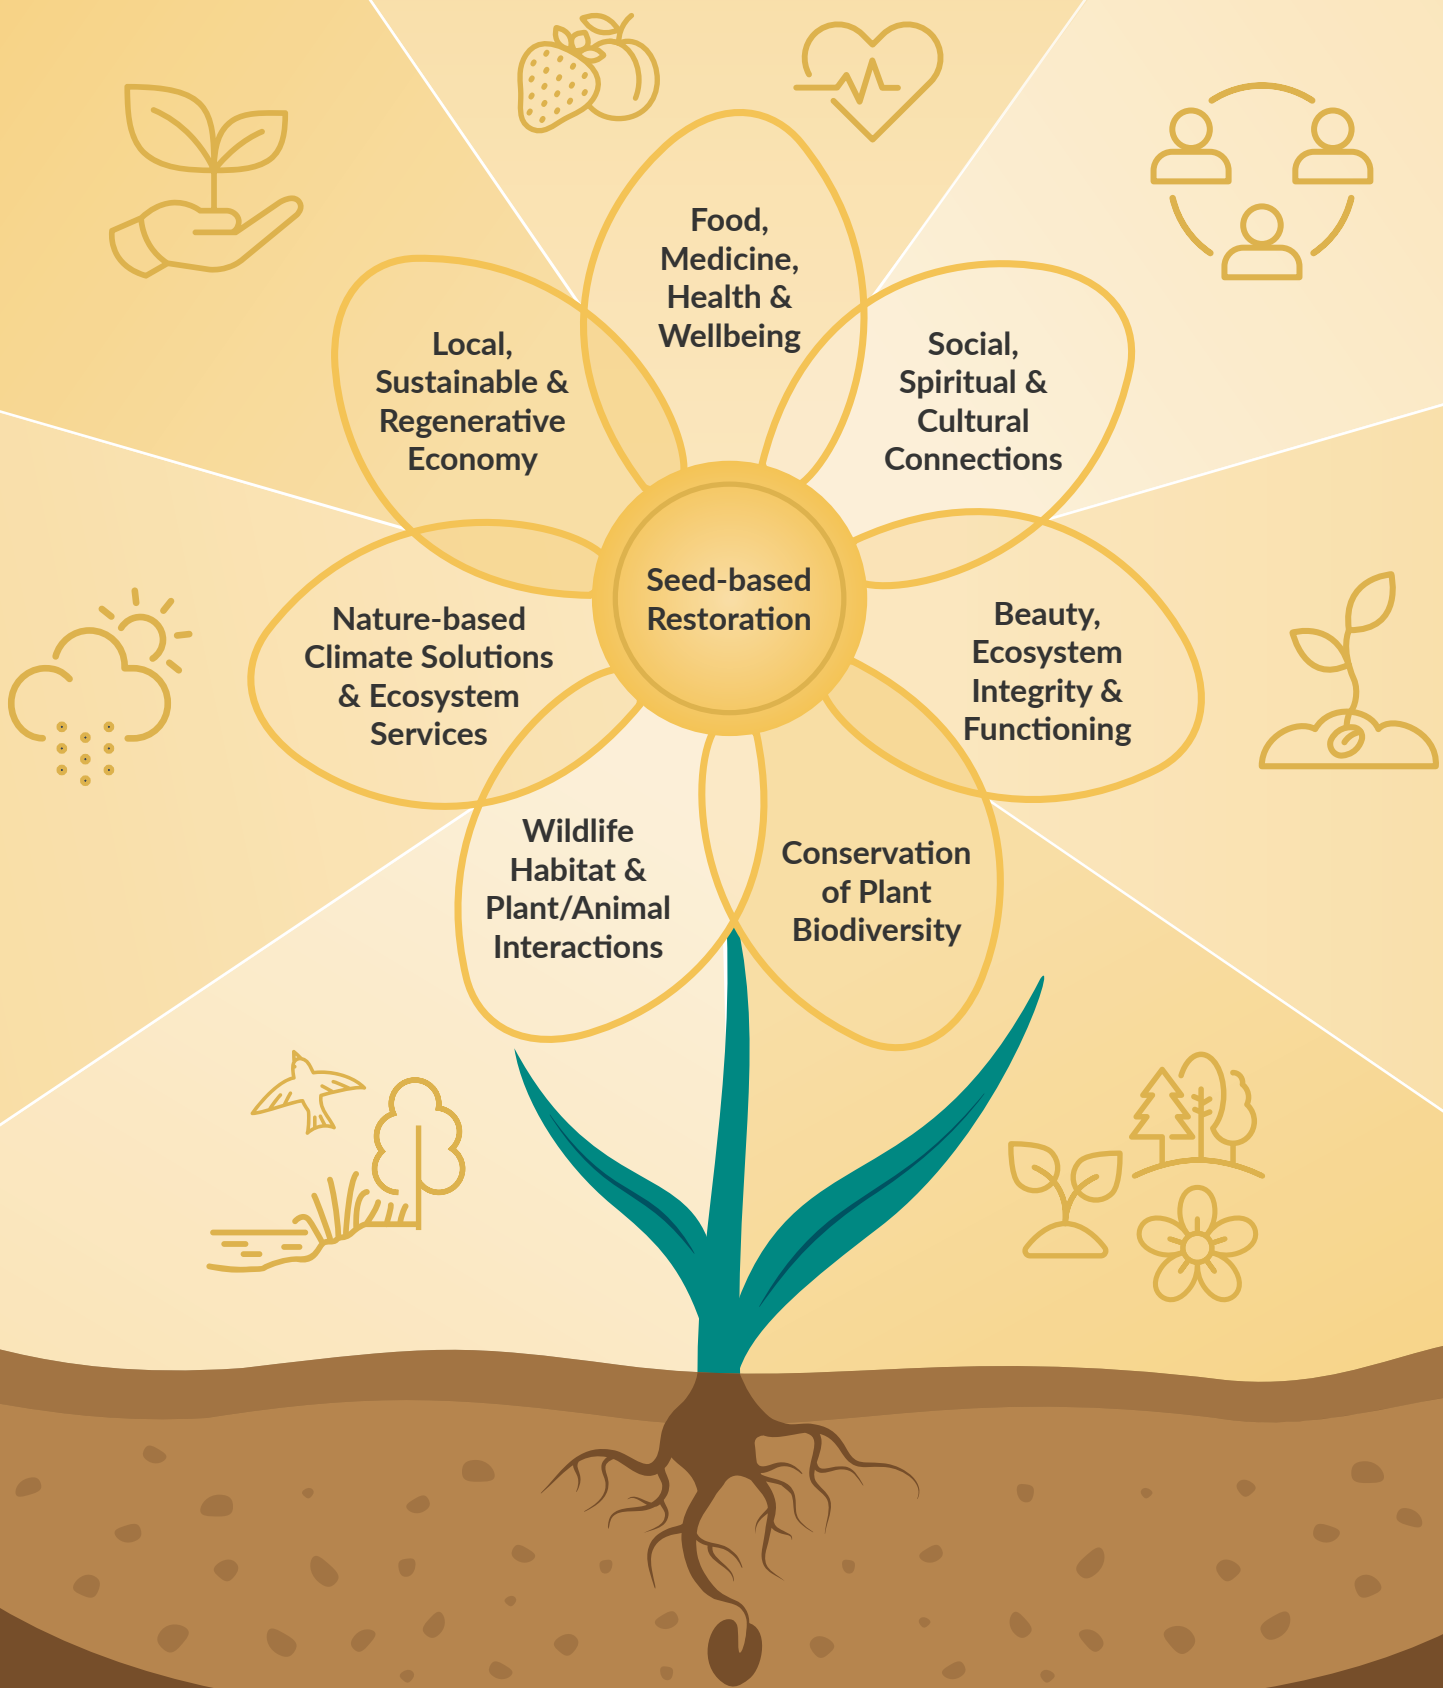 Food,
Medicine,
Health &
Wellbeing
Social,
Spiritual &
Cultural
Connections
Beauty,
Ecosystem
Integrity &
Functioning
Conservation
of Plant
Biodiversity
Wildlife
Habitat &
Plant/Animal
Interactions
Nature-based
Climate Solutions
& Ecosystem
Services
Local,
Sustainable &
Regenerative
Economy
Seed-based
Restoration